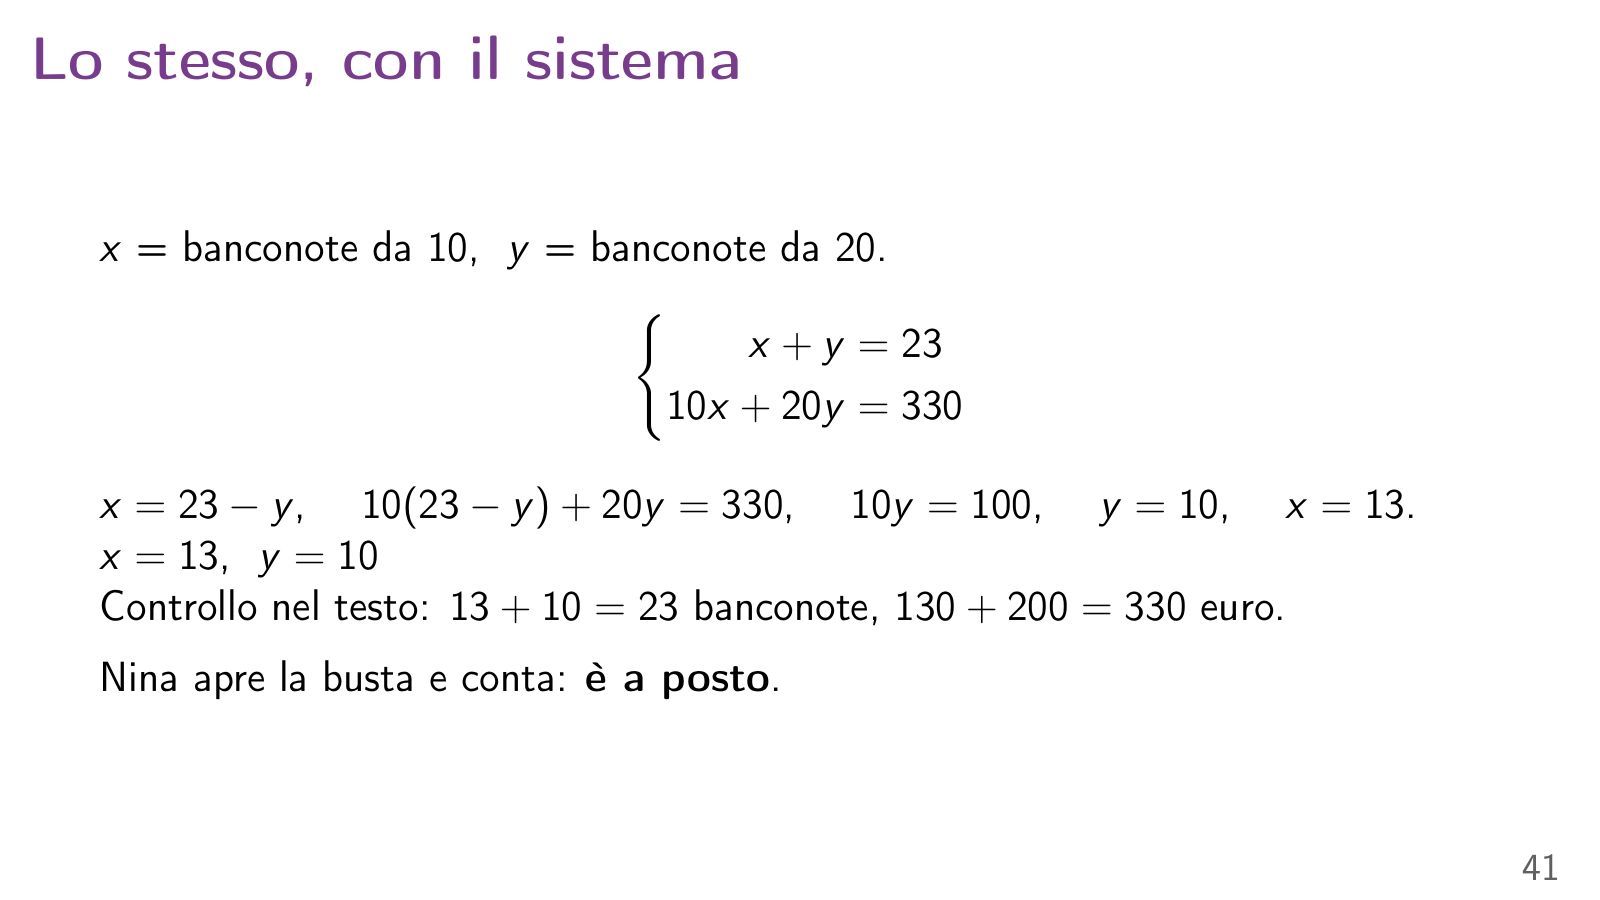 Lo stesso, con il sistema
x = banconote da 10, y = banconote da 20.
x + y = 23
10x + 20y = 330
x = 23 − y, 10(23 − y) + 20y = 330, 10y = 100, y = 10, x = 13.
x = 13, y = 10
Controllo nel testo: 13 + 10 = 23 banconote, 130 + 200 = 330 euro.
Nina apre la busta e conta: è a posto.
41